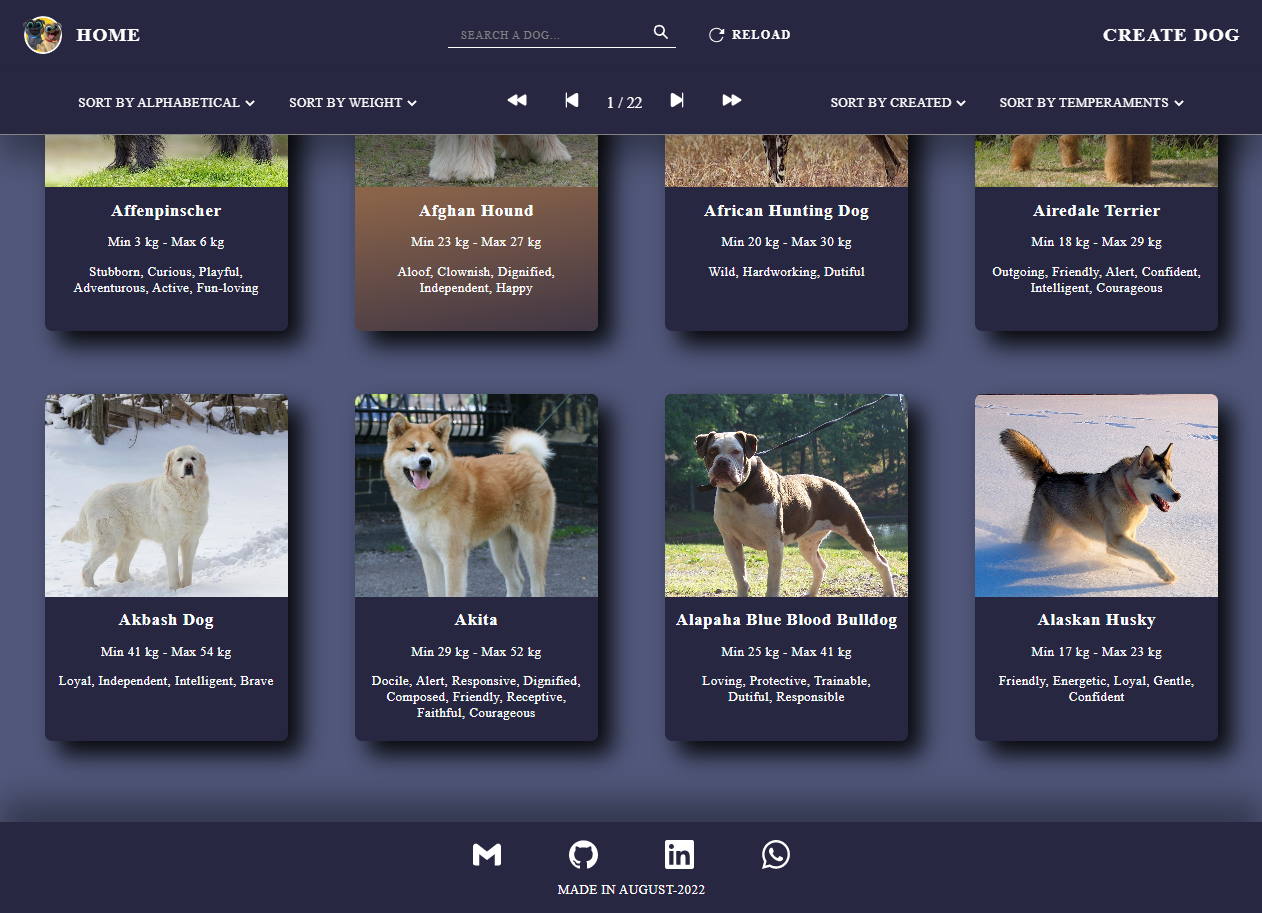 HOME
SEARCH A DOG...
RELOAD
CREATE DOG
SORT BY ALPHABETICAL
SORT BY WEIGHT
1 / 22
SORT BY CREATED
SORT BY TEMPERAMENTS
Affenpinscher
Min 3 kg - Max 6 kg
Stubborn, Curious, Playful,
Adventurous, Active, Fun-loving
Afghan Hound
Min 23 kg - Max 27 kg
Aloof, Clownish, Dignified,
Independent, Happy
African Hunting Dog
Min 20 kg - Max 30 kg
Wild, Hardworking, Dutiful
Airedale Terrier
Min 18 kg - Max 29 kg
Outgoing, Friendly, Alert, Confident,
Intelligent, Courageous
Akbash Dog
Min 41 kg - Max 54 kg
Loyal, Independent, Intelligent, Brave
Akita
Min 29 kg - Max 52 kg
Docile, Alert, Responsive, Dignified,
Composed, Friendly, Receptive,
Faithful, Courageous
Alapaha Blue Blood Bulldog
Min 25 kg - Max 41 kg
Loving, Protective, Trainable,
Dutiful, Responsible
Alaskan Husky
Min 17 kg - Max 23 kg
Friendly, Energetic, Loyal, Gentle,
Confident
in
MADE IN AUGUST-2022